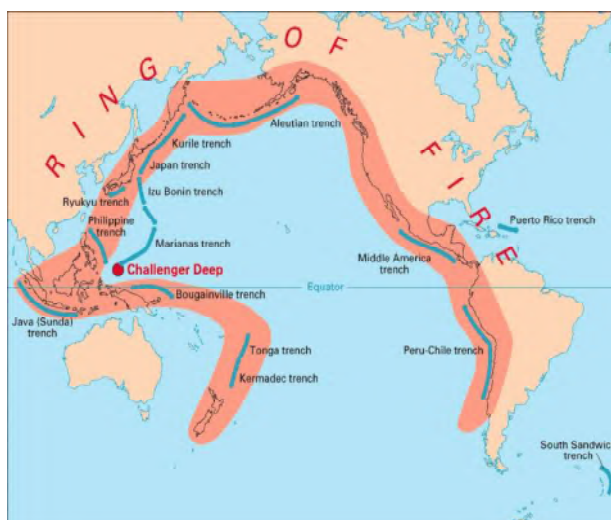 RING OF FIRE
Aleutian trench
Kurile trench
Japan trench
Izu Bonin trench
Ryukyu trench
Philippine
trench
Marianas trench
Challenger Deep
Bougainville trench
Java (Sunda)
trench
Tonga trench
Kermadec trench
Equator
Middle America
trench
Puerto Rico trench
Peru-Chile trench
South Sandwic
trench